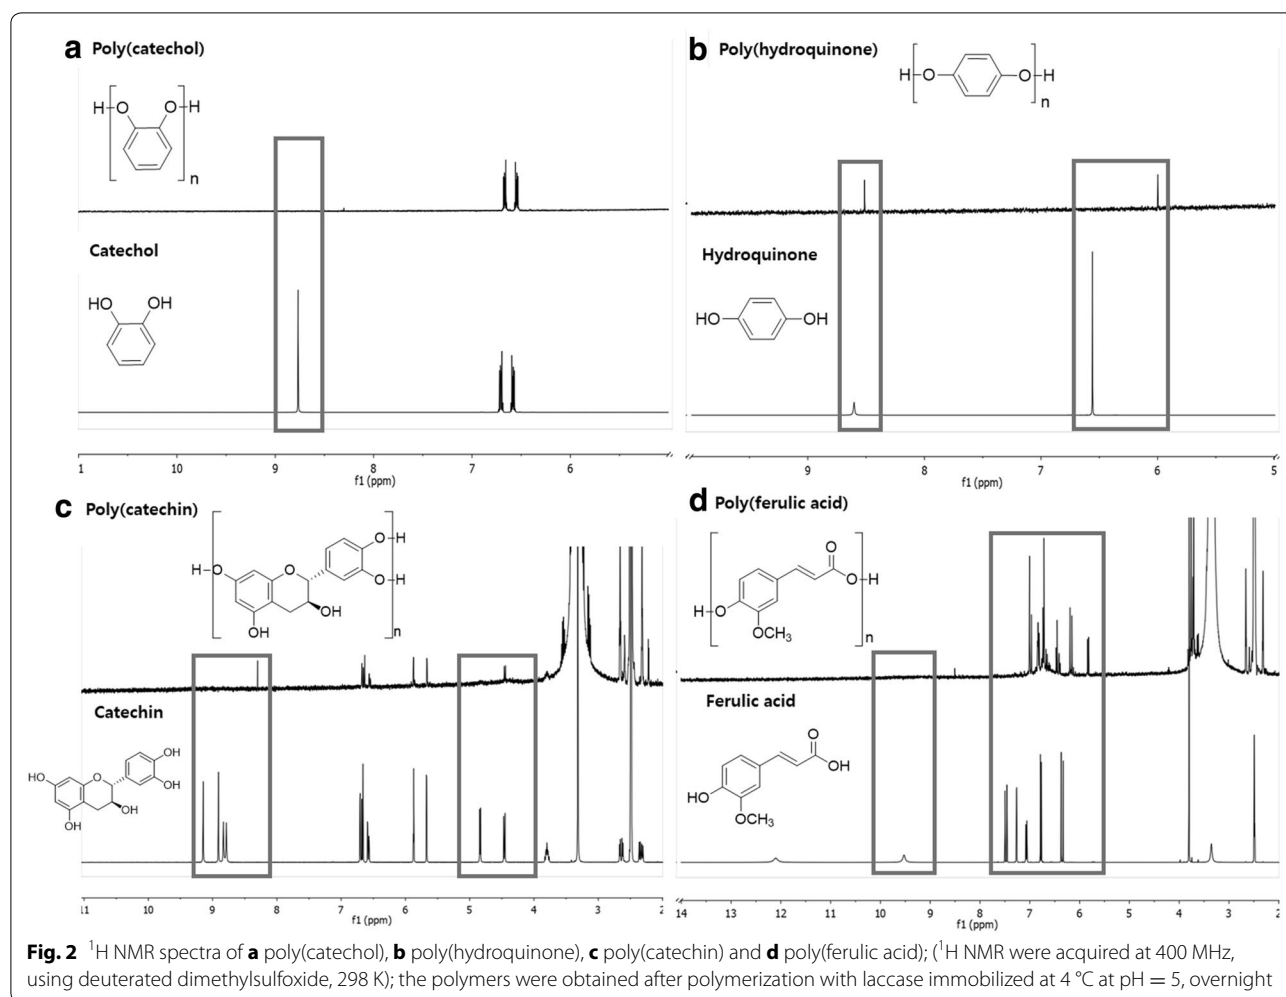 a Poly(catechol)
H O O H
n
Catechol
HO OH
1 10 9 8 7 6
f1 (ppm)
b Poly(hydroquinone)
H O O H
n
Hydroquinone
HO OH
9 8 7 6 5
f1 (ppm)
c Poly(catechin)
O H
H O O O H
OH
OH
n
Catechin
OH
HO O OH
OH
OH
11 10 9 8 7 6 5 4 3 2
f1 (ppm)
d Poly(ferulic acid)
O
O H
H O
OCH3
n
Ferulic acid
O
OH
HO
OCH3
14 13 12 11 10 9 8 7 6 5 4 3 2
f1 (ppm)
Fig. 2 ¹H NMR spectra of a poly(catechol), b poly(hydroquinone), c poly(catechin) and d poly(ferulic acid); (¹H NMR were acquired at 400 MHz,
using deuterated dimethylsulfoxide, 298 K); the polymers were obtained after polymerization with laccase immobilized at 4 °C at pH = 5, overnight